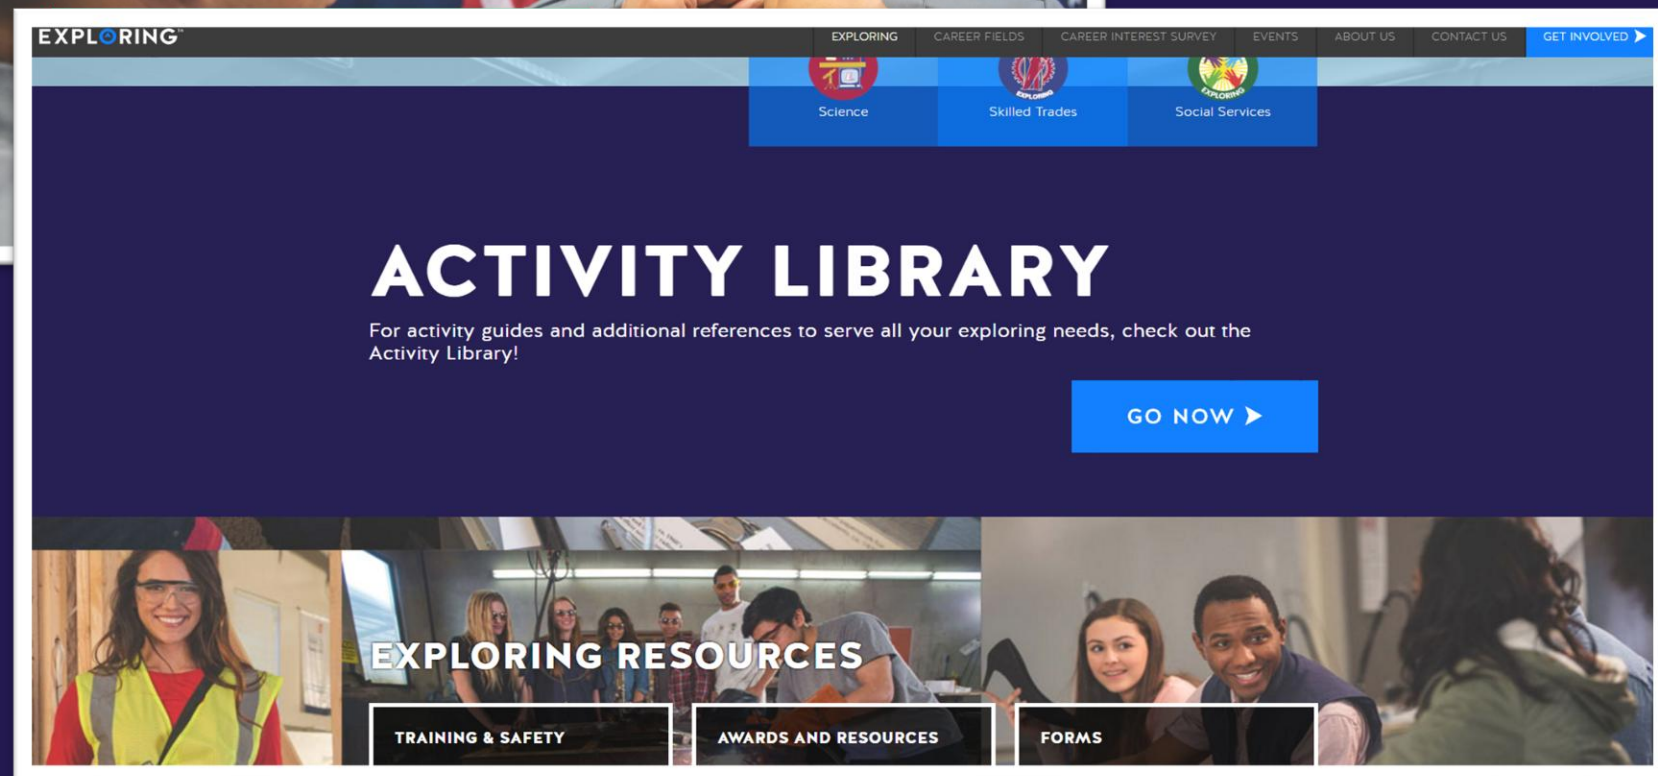 EXPLORING
EXPLORING CAREER FIELDS CAREER INTEREST SURVEY EVENTS ABOUT US CONTACT US GET INVOLVED
EXPLORING EXPLORING
Science Skilled Trades Social Services
ACTIVITY LIBRARY
For activity guides and additional references to serve all your exploring needs, check out the
Activity Library!
GO NOW
EXPLORING RESOURCES
TRAINING & SAFETY AWARDS AND RESOURCES FORMS